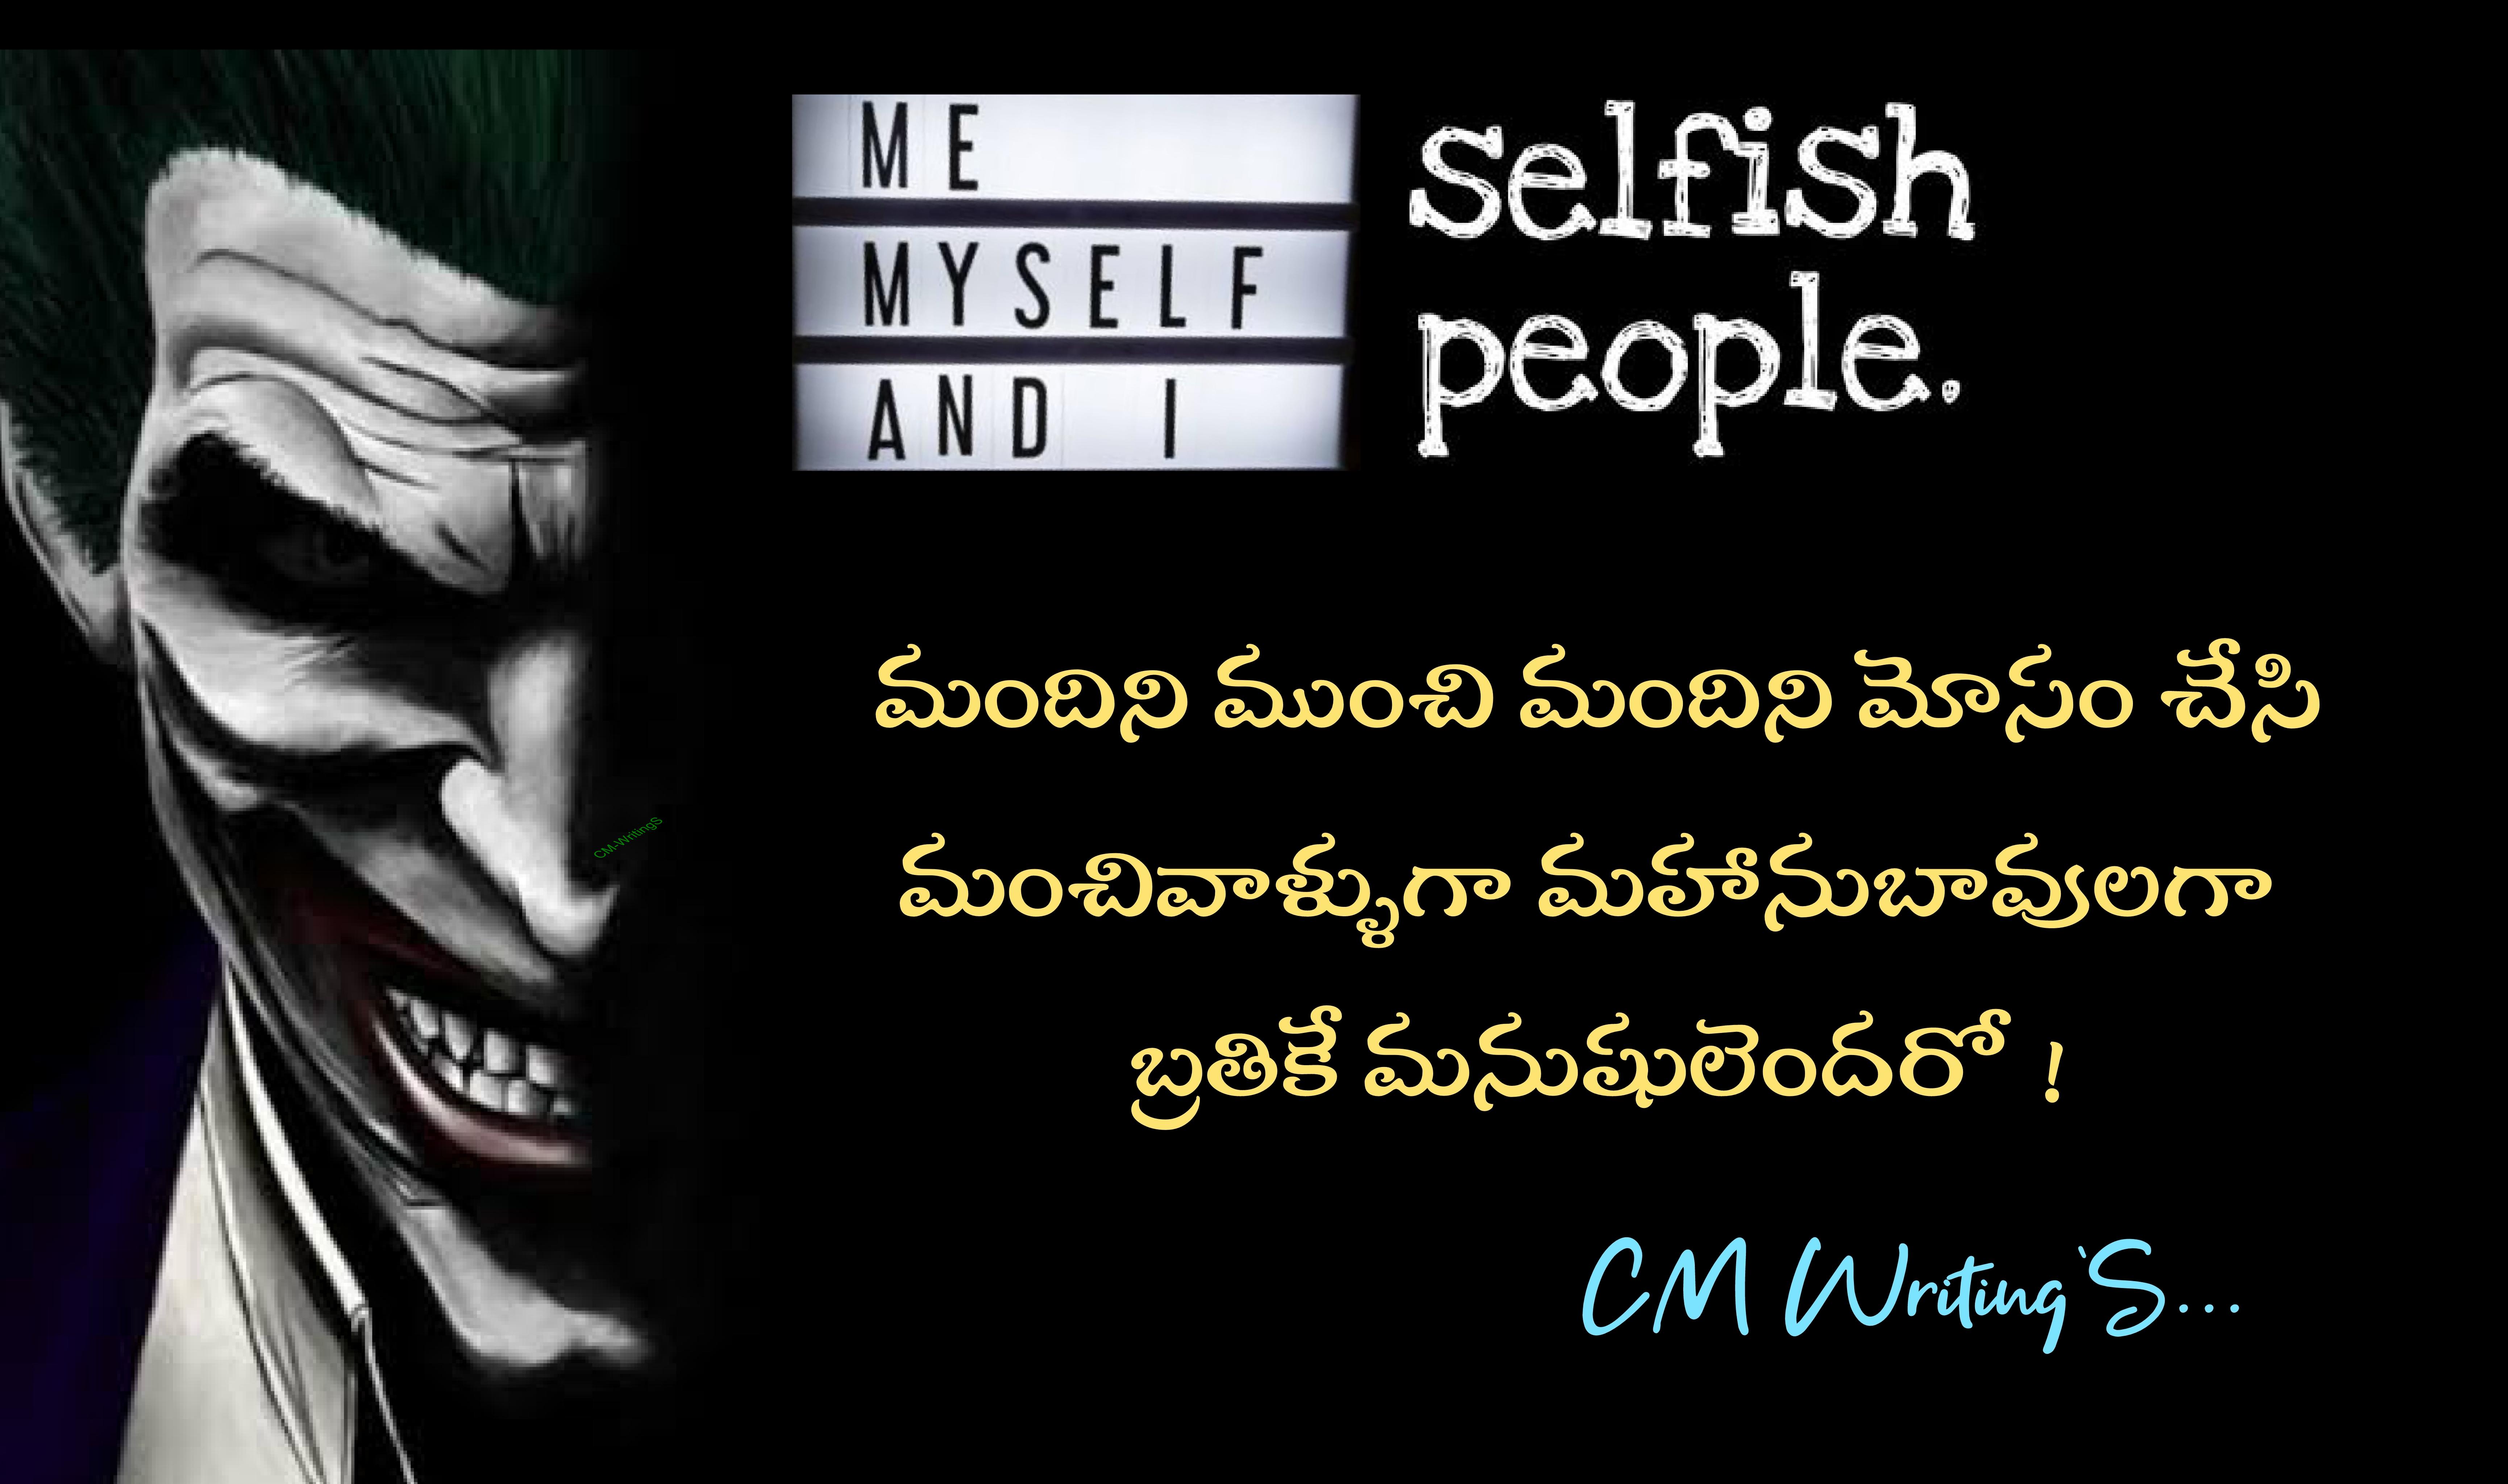 ME
MYSELF
AND I
selfish
people.
మందిని ముంచి మందిని మోసం చేసి
మంచివాళ్ళుగా మహానుబావులగా
బ్రతికే మనుషులెందరో !
CM-WritingS
CM Writing`S...